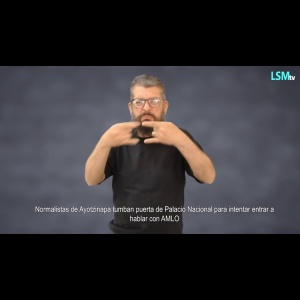 LSMtv
Normalistas de Ayotzinapa tumban puerta de Palacio Nacional para intentar entrar a
hablar con AMLO